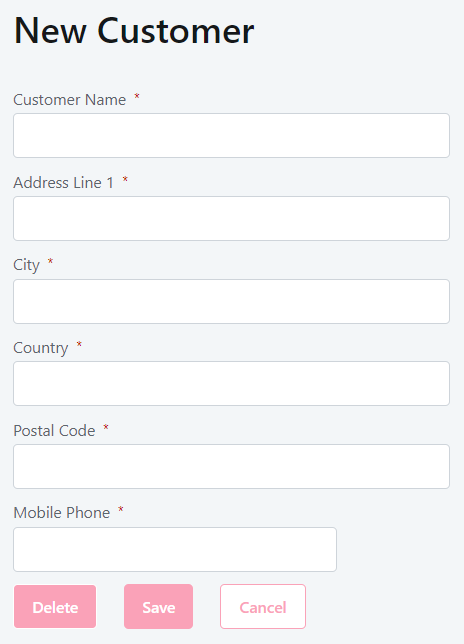 New Customer
Customer Name *
Address Line 1 *
City *
Country *
Postal Code *
Mobile Phone *
Delete Save Cancel